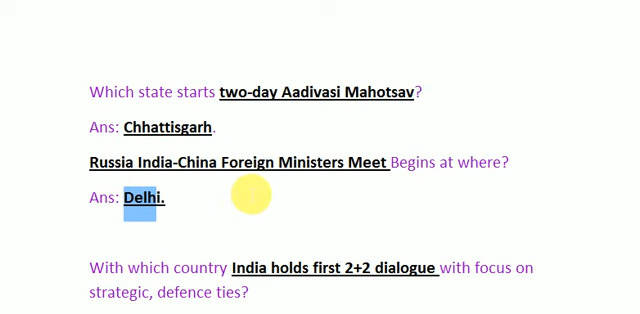 Which state starts two-day Aadivasi Mahotsav?
Ans: Chhattisgarh.
Russia India-China Foreign Ministers Meet Begins at where?
Ans: Delhi.
With which country India holds first 2+2 dialogue with focus on
strategic, defence ties?